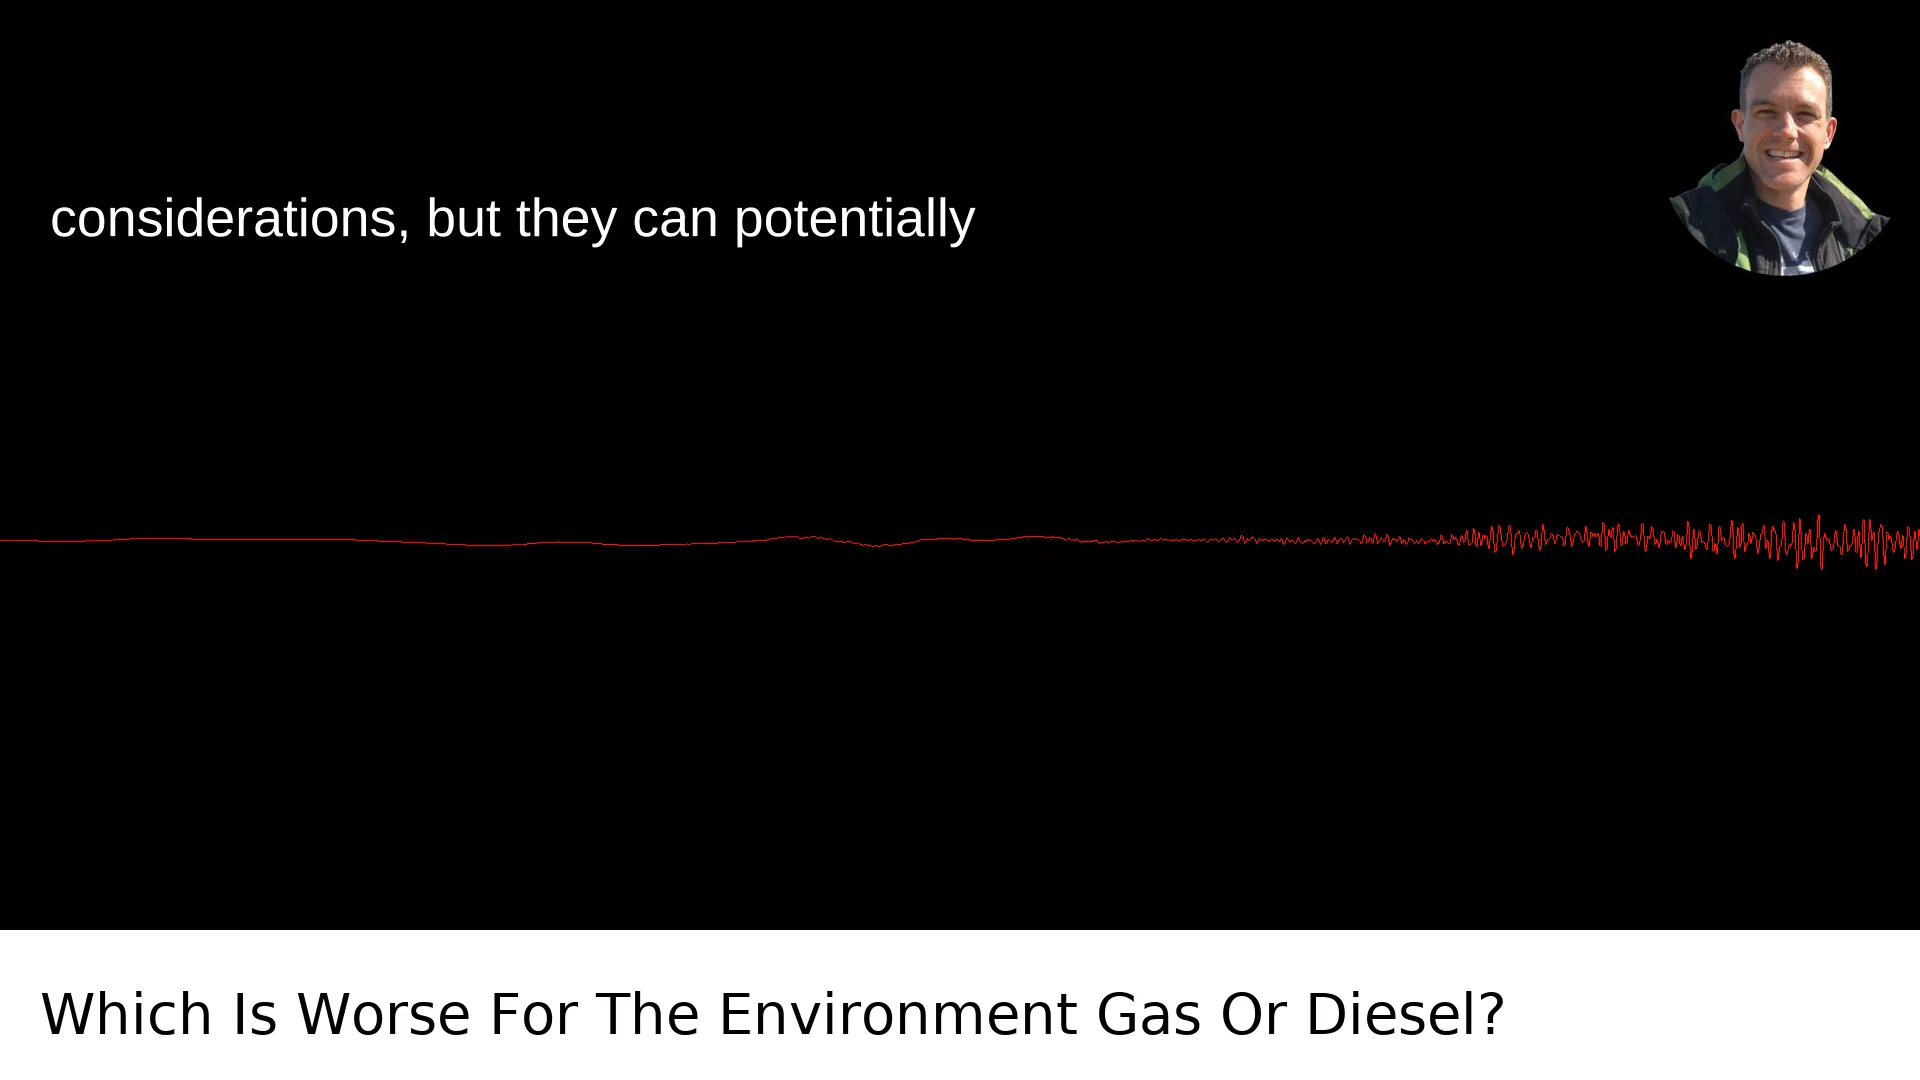 considerations, but they can potentially
Which Is Worse For The Environment Gas Or Diesel?